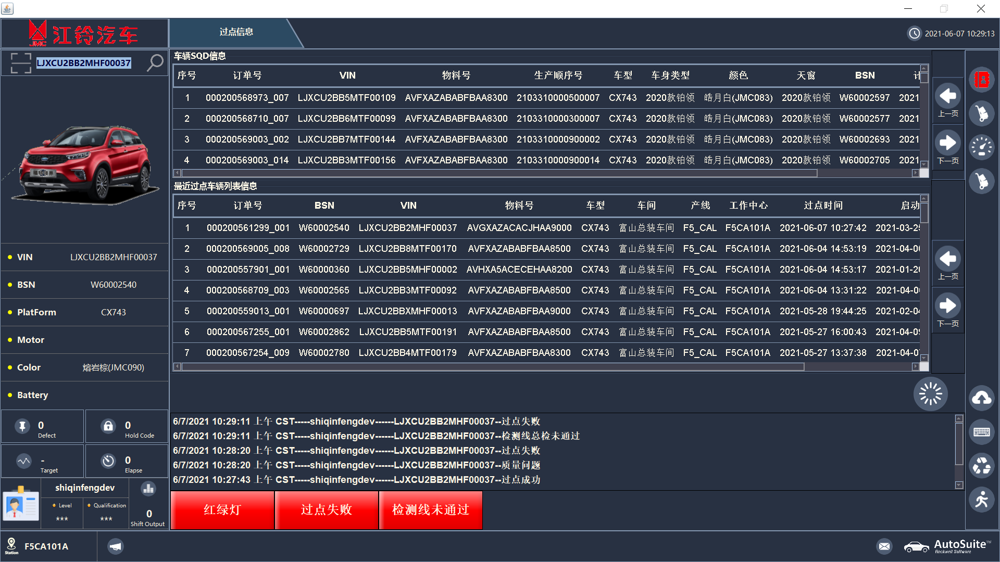 JMC 江铃汽车
过点信息
2021-06-07 10:29:13
LJXCU2BB2MHF00037
VIN LJXCU2BB2MHF00037
BSN W60002540
PlatForm CX743
Motor
Color 熔岩棕(JMC090)
Battery
0 Defect
0 Hold Code
- Target
0 Elapse
shiqinfengdev
Level ***
Qualification ***
0 Shift Output
车辆SQD信息
序号 订单号 VIN 物料号 生产顺序号 车型 车身类型 颜色 天窗 BSN
1 000200568973_007 LJXCU2BB5MTF00109 AVFXAZABABFBAA8300 2103310000500007 CX743 2020款铂领 皓月白(JMC083) 2020款铂领 W60002597 2021
2 000200568710_007 LJXCU2BB6MTF00099 AVFXAZABABFBAA8300 2103310000300007 CX743 2020款铂领 皓月白(JMC083) 2020款铂领 W60002577 2021
3 000200569003_002 LJXCU2BB7MTF00144 AVFXAZABABFBAA8300 2103310000900002 CX743 2020款铂领 皓月白(JMC083) 2020款铂领 W60002693 2021
4 000200569003_014 LJXCU2BB3MTF00156 AVFXAZABABFBAA8300 2103310000900014 CX743 2020款铂领 皓月白(JMC083) 2020款铂领 W60002705 2021
上一页
下一页
最近过点车辆列表信息
序号 订单号 BSN VIN 物料号 车型 车间 产线 工作中心 过点时间 启动
1 000200561299_001 W60002540 LJXCU2BB2MHF00037 AVGXAZACACJHAA9000 CX743 富山总装车间 F5_CAL F5CA101A 2021-06-07 10:27:42 2021-03-25
2 000200569005_008 W60002729 LJXCU2BB8MTF00170 AVFXAZABABFBAA8500 CX743 富山总装车间 F5_CAL F5CA101A 2021-06-04 14:53:19 2021-04-0
3 000200557901_001 W60000360 LJXCU2BB5MHF00002 AVHXA5ACECEHAA8200 CX743 富山总装车间 F5_CAL F5CA101A 2021-06-04 14:53:17 2021-01-2
4 000200568709_003 W60002565 LJXCU2BB3MTF00092 AVFXAZABABFBAA8500 CX743 富山总装车间 F5_CAL F5CA101A 2021-06-04 13:31:22 2021-04-0
5 000200559013_001 W60000697 LJXCU2BBXMHF00013 AVFXAZABABFBAA9000 CX743 富山总装车间 F5_CAL F5CA101A 2021-05-28 19:44:25 2021-02-04
6 000200567255_001 W60002862 LJXCU2BB5MTF00191 AVFXAZABABFBAA8500 CX743 富山总装车间 F5_CAL F5CA101A 2021-05-27 16:00:43 2021-04-09
7 000200567254_009 W60002780 LJXCU2BB4MTF00179 AVFXAZABABFBAA8300 CX743 富山总装车间 F5_CAL F5CA101A 2021-05-27 13:37:38 2021-04-0
上一页
下一页
6/7/2021 10:29:11 上午 CST-----shiqinfengdev------LJXCU2BB2MHF00037--过点失败
6/7/2021 10:29:11 上午 CST-----shiqinfengdev------LJXCU2BB2MHF00037--检测线总检未通过
6/7/2021 10:28:20 上午 CST-----shiqinfengdev------LJXCU2BB2MHF00037--过点失败
6/7/2021 10:28:20 上午 CST-----shiqinfengdev------LJXCU2BB2MHF00037--质量问题
6/7/2021 10:27:43 上午 CST-----shiqinfengdev------LJXCU2BB2MHF00037--过点成功
红绿灯 过点失败 检测线未通过
Station F5CA101A
AutoSuite™
Rockwell Software